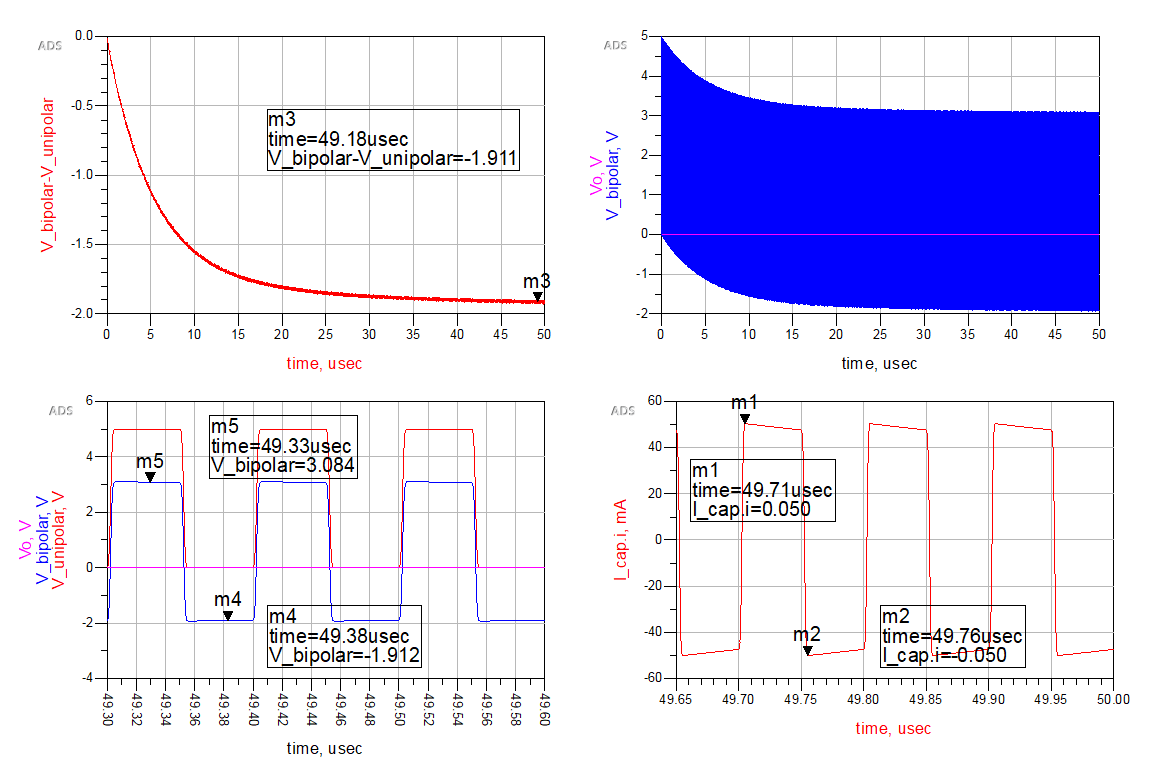 ADS
V_bipolar-V_unipolar
0.0
-0.5
-1.0
-1.5
-2.0
m3
time=49.18usec
V_bipolar-V_unipolar=-1.911
m3
0 5 10 15 20 25 30 35 40 45 50
time, usec
ADS
Vo, V
V_bipolar, V
5
4
3
2
1
0
-1
-2
0 5 10 15 20 25 30 35 40 45 50
time, usec
ADS
Vo, V
V_bipolar, V
V_unipolar, V
6
4
2
0
-2
-4
m5
m5
time=49.33usec
V_bipolar=3.084
m4
m4
time=49.38usec
V_bipolar=-1.912
49.30 49.32 49.34 49.36 49.38 49.40 49.42 49.44 49.46 49.48 49.50 49.52 49.54 49.56 49.58 49.60
time, usec
ADS
I_cap.i, mA
60
40
20
0
-20
-40
-60
m1
m1
time=49.71usec
I_cap.i=0.050
m2
m2
time=49.76usec
I_cap.i=-0.050
49.65 49.70 49.75 49.80 49.85 49.90 49.95 50.00
time, usec